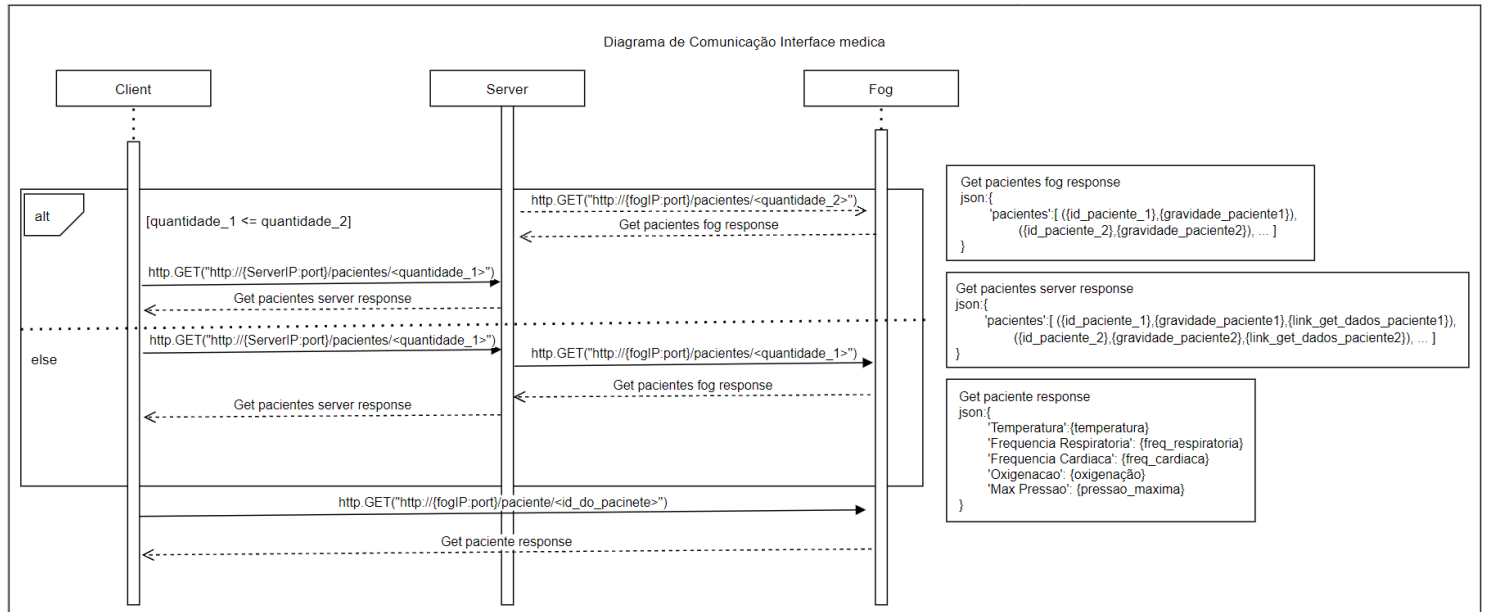 Diagrama de Comunicação Interface medica
Client
Server
Fog
alt
[quantidade_1 <= quantidade_2]
http.GET("http://{fogIP:port}/pacientes/<quantidade_2>")
Get pacientes fog response
http.GET("http://{ServerIP:port}/pacientes/<quantidade_1>")
Get pacientes server response
else
http.GET("http://{ServerIP:port}/pacientes/<quantidade_1>")
http.GET("http://{fogIP:port}/pacientes/<quantidade_1>")
Get pacientes fog response
Get pacientes server response
http.GET("http://{fogIP:port}/paciente/<id_do_pacinete>")
Get paciente response
Get pacientes fog response
json:{
'pacientes':[ ({id_paciente_1},{gravidade_paciente1}),
({id_paciente_2},{gravidade_paciente2}), ... ]
}
Get pacientes server response
json:{
'pacientes':[ ({id_paciente_1},{gravidade_paciente1},{link_get_dados_paciente1}),
({id_paciente_2},{gravidade_paciente2},{link_get_dados_paciente2}), ... ]
}
Get paciente response
json:{
'Temperatura':{temperatura}
'Frequencia Respiratoria': {freq_respiratoria}
'Frequencia Cardiaca': {freq_cardiaca}
'Oxigenacao': {oxigenação}
'Max Pressao': {pressao_maxima}
}